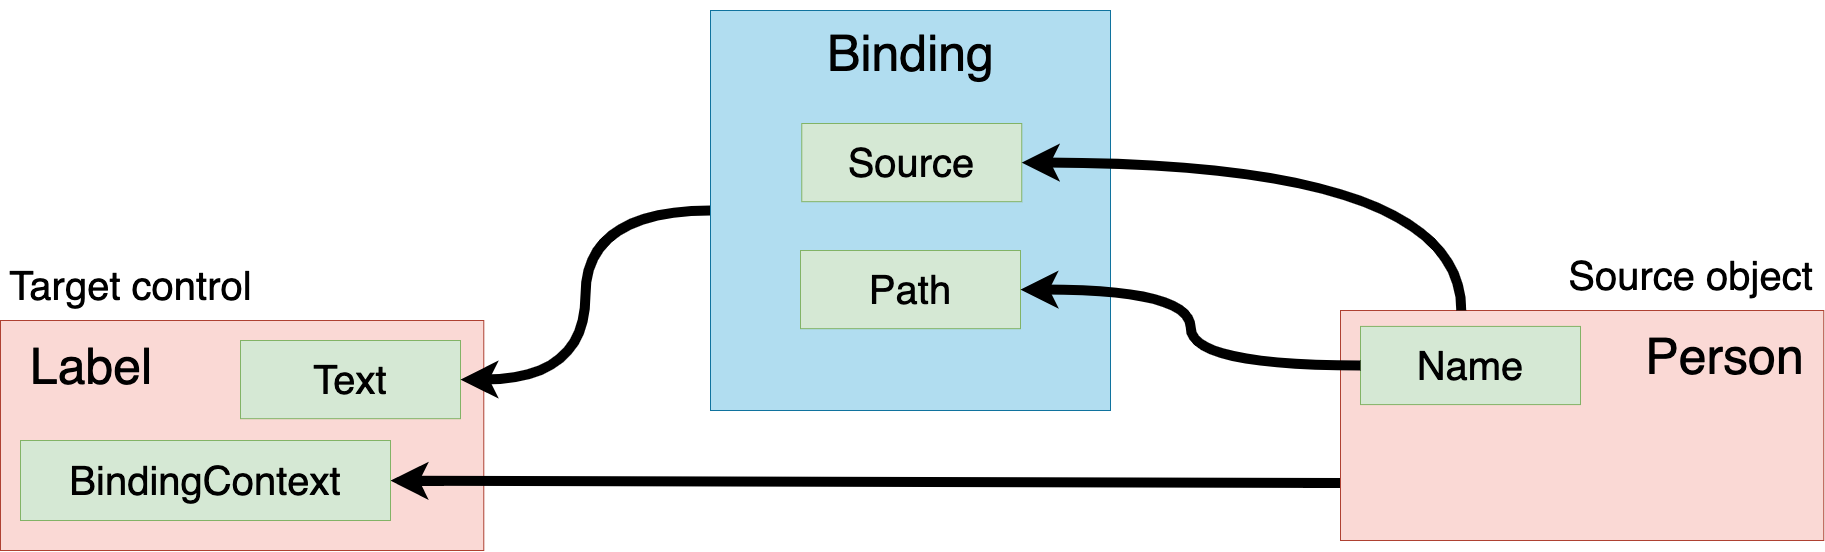 Binding
Source
Path
Target control
Label
Text
BindingContext
Source object
Name
Person